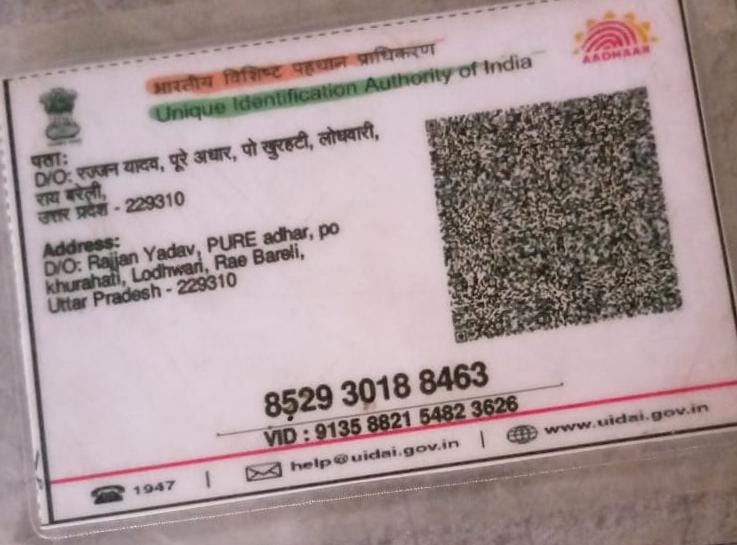 भारतीय विशिष्ट पहचान प्राधिकरण
Unique Identification Authority of India
AADHAAR
पता:
D/O: रज्जन यादव, पूरे अधार, पो खुरहटी, लोधवारी,
राय बरेली,
उत्तर प्रदेश - 229310
Address:
D/O: Rajjan Yadav, PURE adhar, po
khurahati, Lodhwari, Rae Bareli,
Uttar Pradesh - 229310
8529 3018 8463
VID : 9135 8821 5482 3626
1947 | help@uidai.gov.in | www.uidai.gov.in